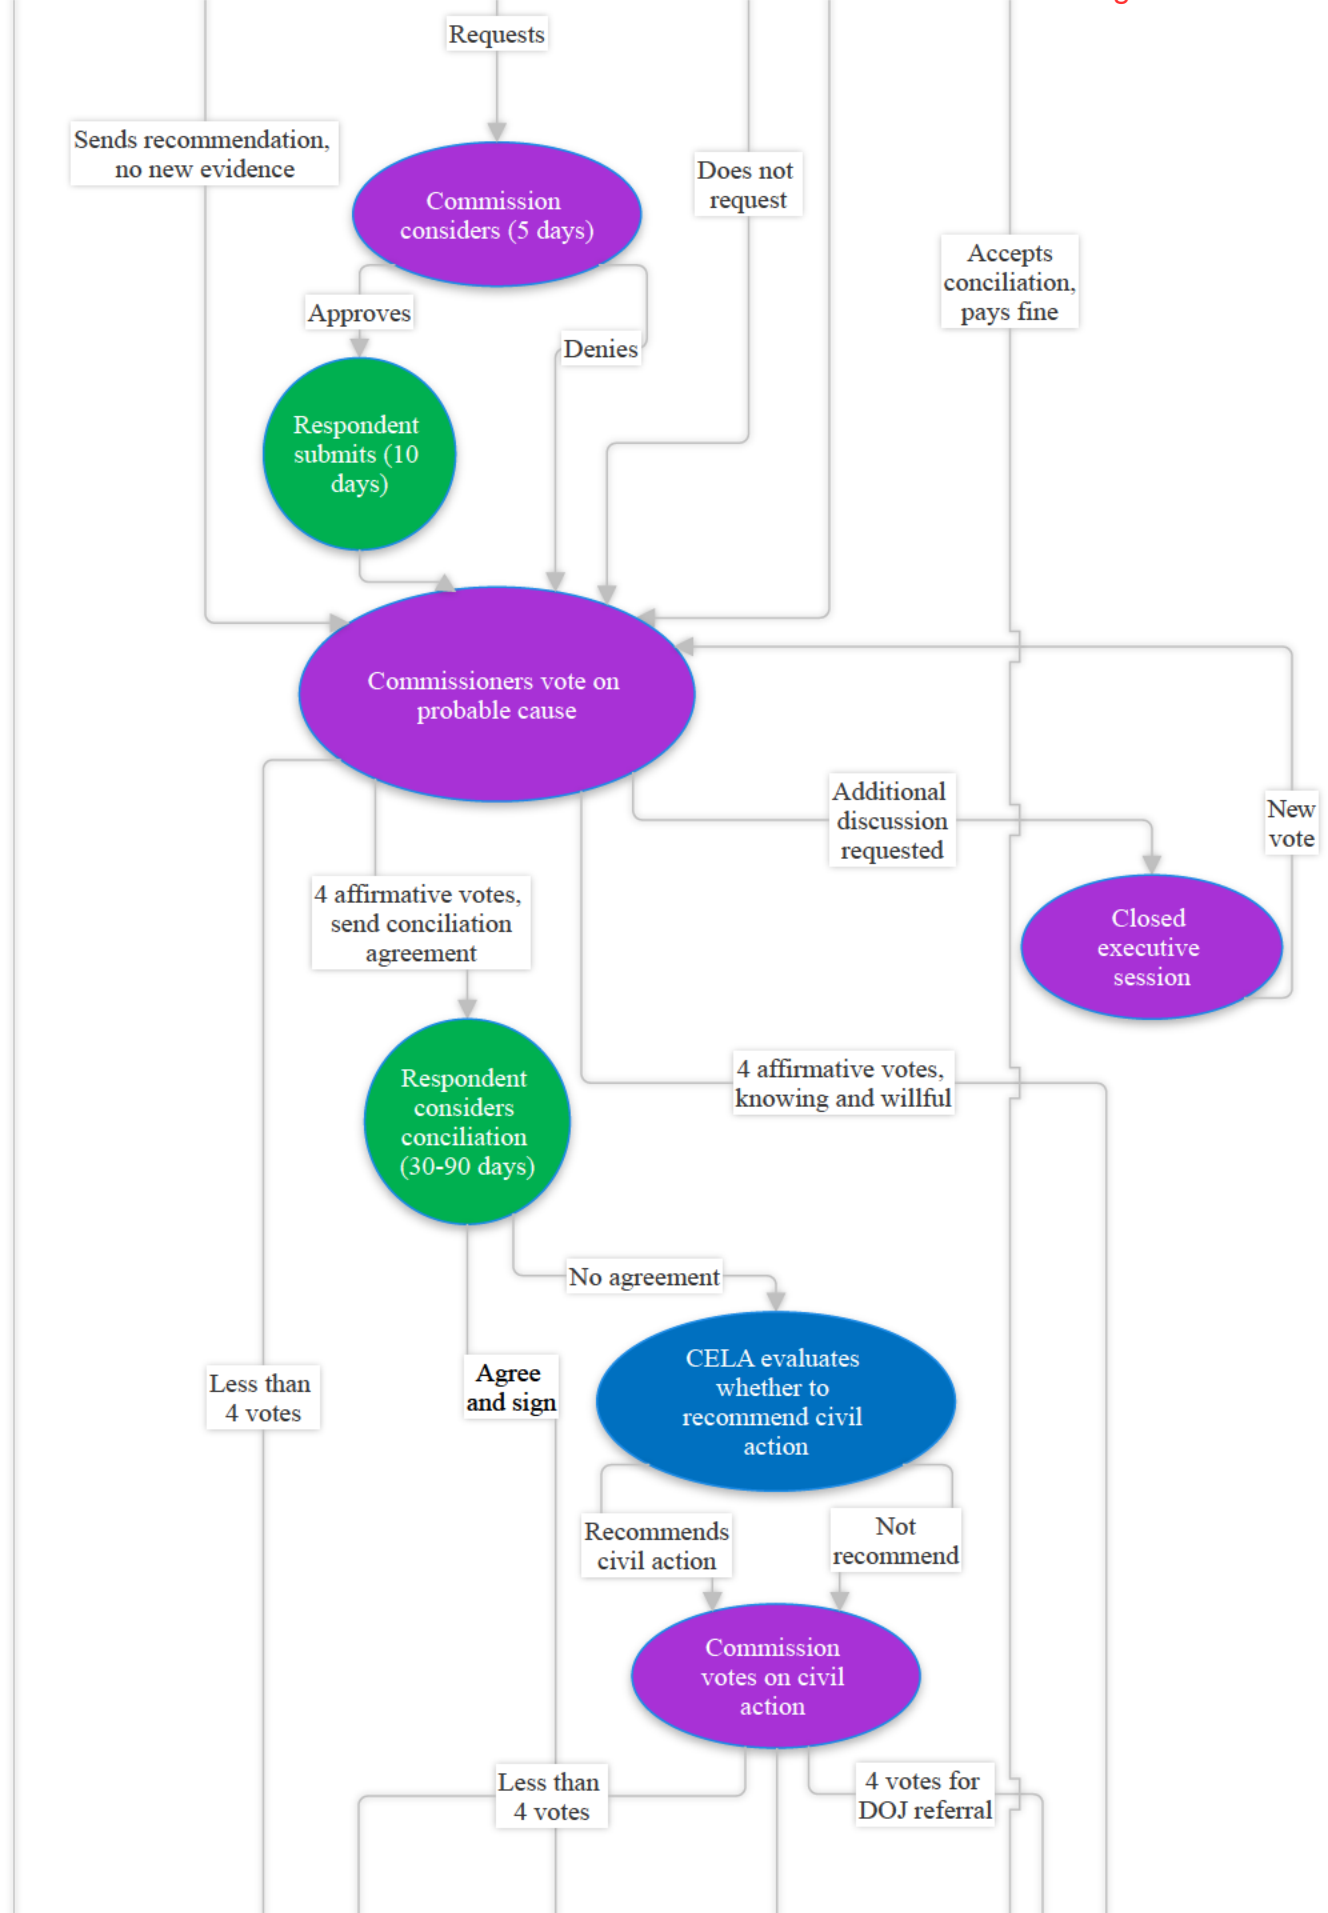 g
Requests
Sends recommendation,
no new evidence
Does not
request
Commission
considers (5 days)
Accepts
conciliation,
pays fine
Approves
Denies
Respondent
submits (10
days)
Commissioners vote on
probable cause
Additional
discussion
requested
New
vote
4 affirmative votes,
send conciliation
agreement
Closed
executive
session
Respondent
considers
conciliation
(30-90 days)
4 affirmative votes,
knowing and willful
No agreement
Less than
4 votes
Agree
and sign
CELA evaluates
whether to
recommend civil
action
Recommends
civil action
Not
recommend
Commission
votes on civil
action
Less than
4 votes
4 votes for
DOJ referral